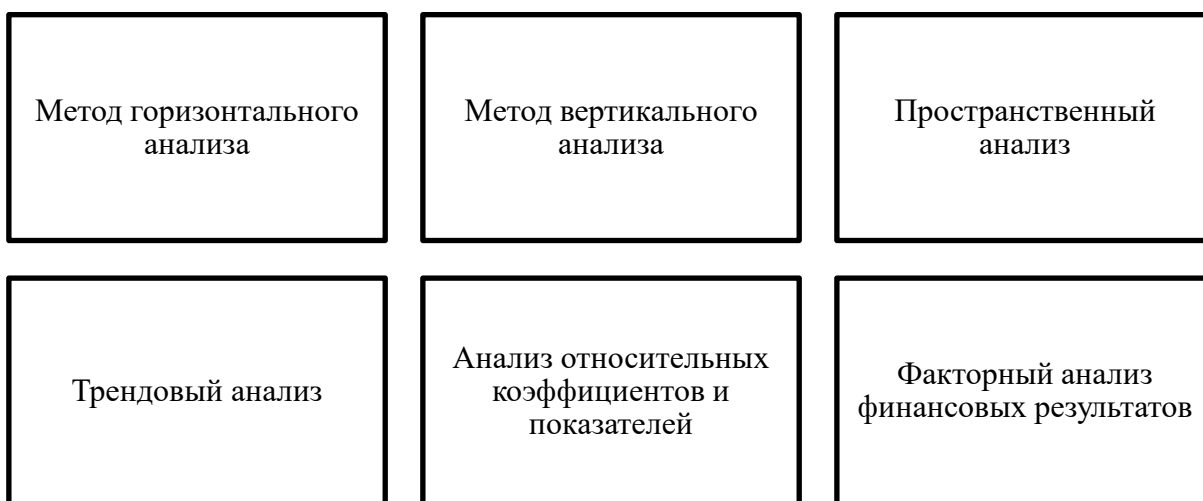 Метод горизонтального
анализа
Метод вертикального
анализа
Пространственный
анализ
Трендовый анализ
Анализ относительных
коэффициентов и
показателей
Факторный анализ
финансовых результатов